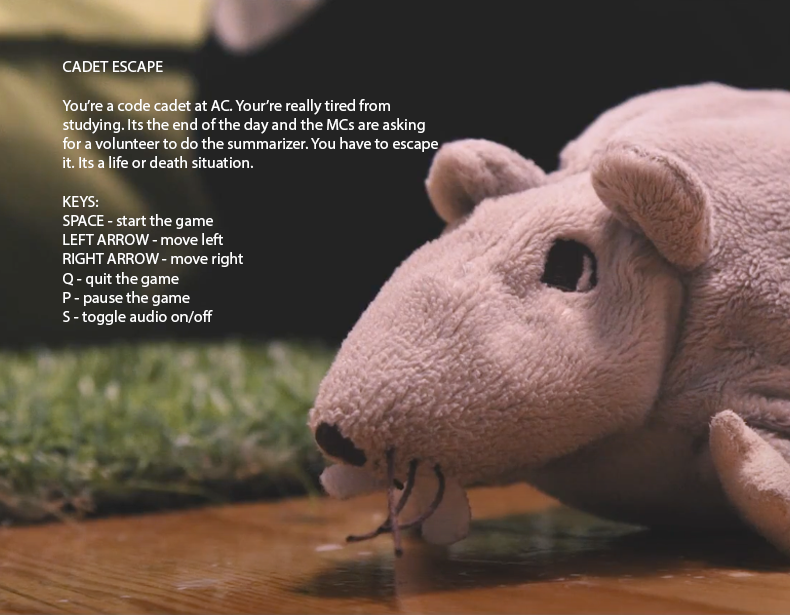 CADET ESCAPE
You're a code cadet at AC. Your're really tired from
studying. Its the end of the day and the MCs are asking
for a volunteer to do the summarizer. You have to escape
it. Its a life or death situation.
KEYS:
SPACE - start the game
LEFT ARROW - move left
RIGHT ARROW - move right
Q - quit the game
P - pause the game
S - toggle audio on/off